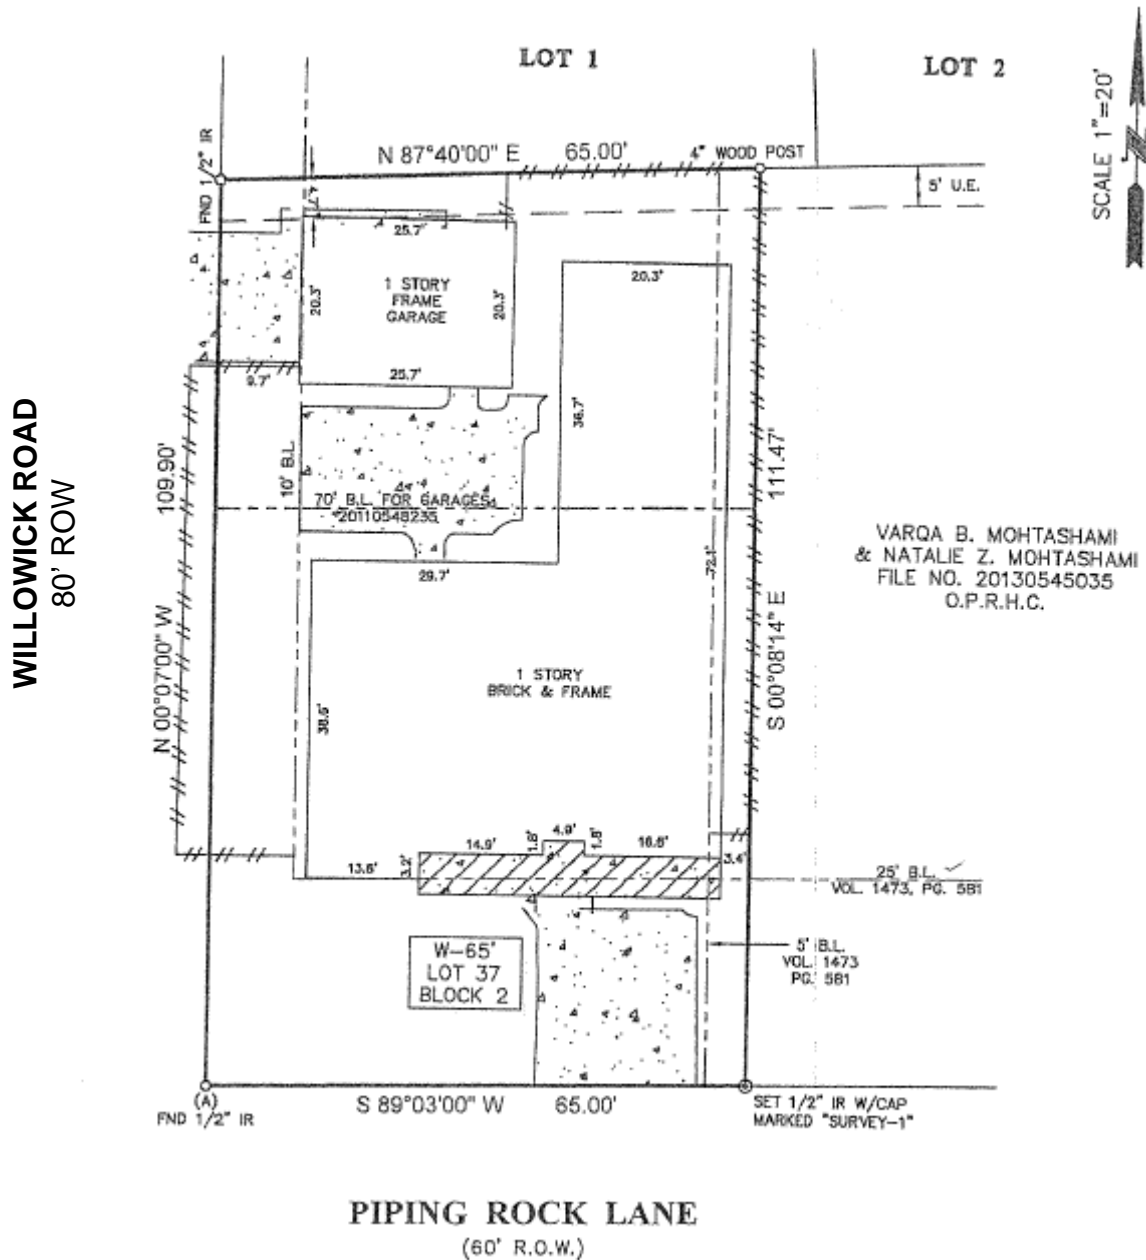 LOT 1
LOT 2
SCALE 1"=20'
FND 1/2" IR
N 87°40'00" E 65.00'
4" WOOD POST
5' U.E.
25.7'
20.3'
1 STORY
FRAME
GARAGE
20.3'
20.3'
25.7'
9.7'
36.7'
10' B.L.
70' B.L. FOR GARAGES
20110548235
29.7'
WILLOWICK ROAD
80' ROW
N 00°07'00" W 109.90'
72.1'
S 00°08'14" E 111.47'
VARQA B. MOHTASHAMI
& NATALIE Z. MOHTASHAMI
FILE NO. 20130545035
O.P.R.H.C.
1 STORY
BRICK & FRAME
38.6'
14.9'
1.8'
4.9'
1.8'
16.6'
13.6'
3.2'
3.4'
25' B.L.
VOL. 1473, PG. 581
W-65'
LOT 37
BLOCK 2
5' B.L.
VOL. 1473
PG. 581
(A)
FND 1/2" IR
S 89°03'00" W 65.00'
SET 1/2" IR W/CAP
MARKED "SURVEY-1"
PIPING ROCK LANE
(60' R.O.W.)